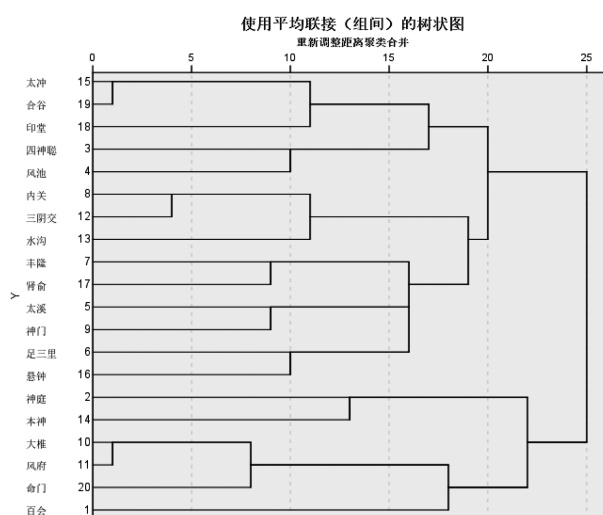 使用平均联接（组间）的树状图
重新调整距离聚类合并
0 5 10 15 20 25
太冲 15
合谷 19
印堂 18
四神聪 3
风池 4
内关 8
三阴交 12
水沟 13
丰隆 7
肾俞 17
Y
太溪 5
神门 9
足三里 6
悬钟 16
神庭 2
本神 14
大椎 10
风府 11
命门 20
百会 1